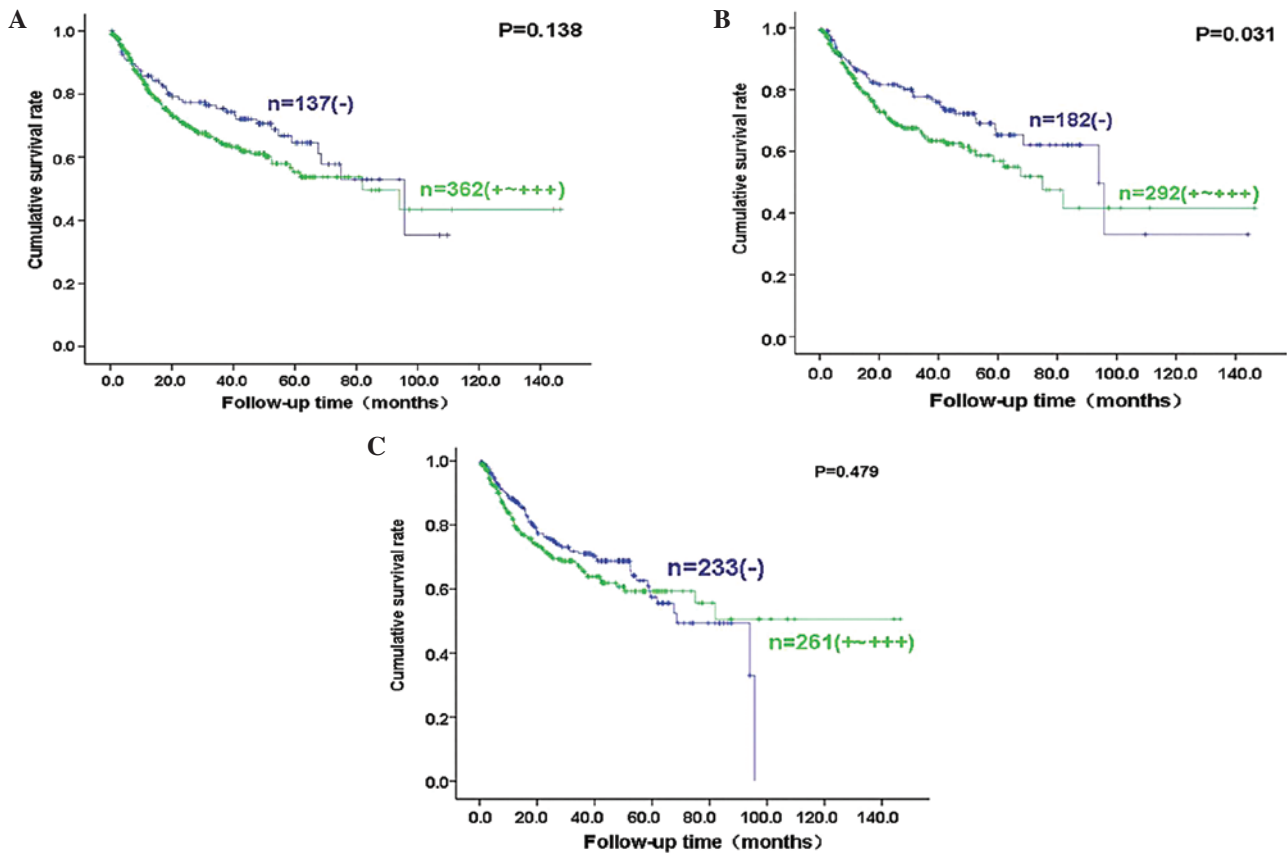 A
P=0.138
Cumulative survival rate
1.0
0.8
0.6
0.4
0.2
0.0
n=137(-)
n=362(+~+++)
0.0 20.0 40.0 60.0 80.0 100.0 120.0 140.0
Follow-up time（months）
B
P=0.031
Cumulative survival rate
1.0
0.8
0.6
0.4
0.2
0.0
n=182(-)
n=292(+~+++)
0.0 20.0 40.0 60.0 80.0 100.0 120.0 140.0
Follow-up time（months）
C
P=0.479
Cumulative survival rate
1.0
0.8
0.6
0.4
0.2
0.0
n=233(-)
n=261(+~+++)
0.0 20.0 40.0 60.0 80.0 100.0 120.0 140.0
Follow-up time（months）